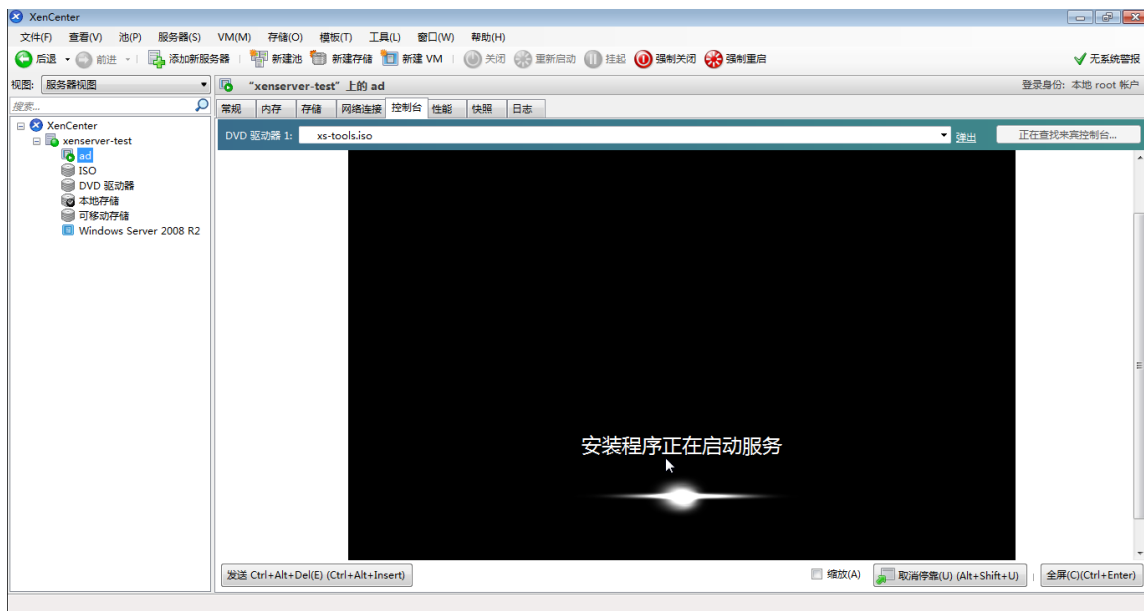 XenCenter
文件(F) 查看(V) 池(P) 服务器(S) VM(M) 存储(O) 模板(T) 工具(L) 窗口(W) 帮助(H)
后退 前进 添加新服务器 新建池 新建存储 新建 VM 关闭 重新启动 挂起 强制关闭 强制重启 无系统警报
视图: 服务器视图 “xenserver-test”上的 ad 登录身份: 本地 root 帐户
搜索... 常规 内存 存储 网络连接 控制台 性能 快照 日志
XenCenter
DVD 驱动器 1: xs-tools.iso 弹出 正在查找来宾控制台...
xenserver-test
ad
ISO
DVD 驱动器
本地存储
可移动存储
Windows Server 2008 R2
安装程序正在启动服务
发送 Ctrl+Alt+Del(E) (Ctrl+Alt+Insert) 缩放(A) 取消停靠(U) (Alt+Shift+U) 全屏(C)(Ctrl+Enter)